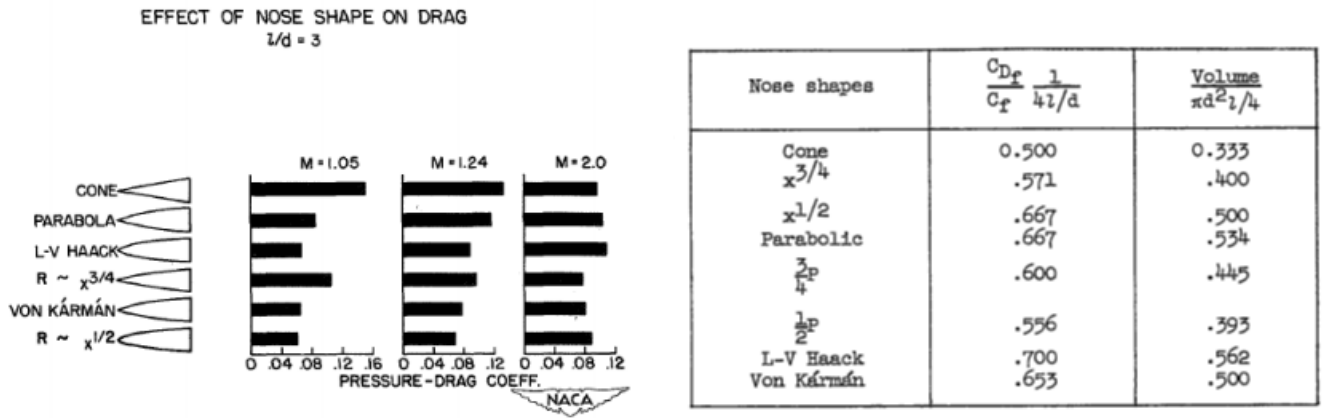 EFFECT OF NOSE SHAPE ON DRAG
l/d = 3
M = 1.05 M = 1.24 M = 2.0
CONE
PARABOLA
L-V HAACK
R ~ x3/4
VON KÁRMÁN
R ~ x1/2
0 .04 .08 .12 .16 0 .04 .08 .12 0 .04 .08 .12
PRESSURE-DRAG COEFF.
NACA
Nose shapes CDf/Cf 1/4l/d Volume/πd²l/4
Cone 0.500 0.333
x3/4 .571 .400
x1/2 .667 .500
Parabolic .667 .534
3/4P .600 .445
1/2P .556 .393
L-V Haack .700 .562
Von Kármán .653 .500